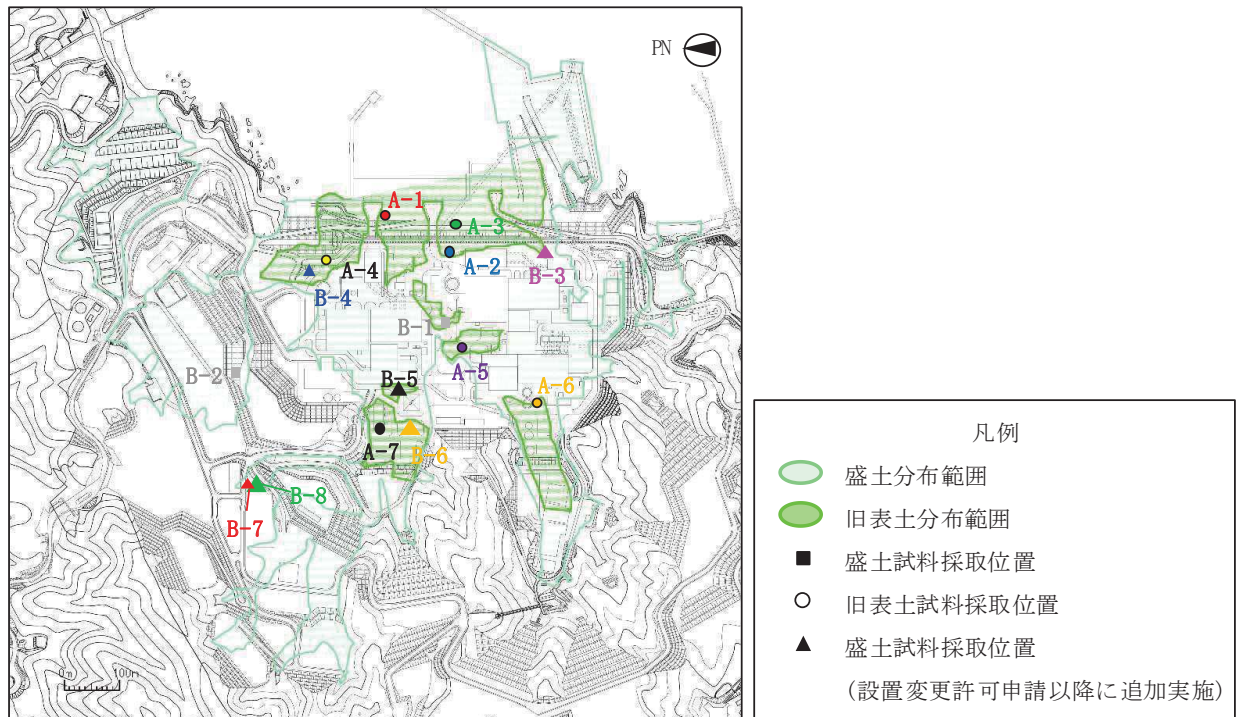 PN
A-1
A-3
A-4
A-2
B-3
B-4
B-1
A-5
B-2
B-5
A-6
A-7
B-6
B-8
B-7
0m 100m
凡例
盛土分布範囲
旧表土分布範囲
盛土試料採取位置
旧表土試料採取位置
盛土試料採取位置
(設置変更許可申請以降に追加実施)